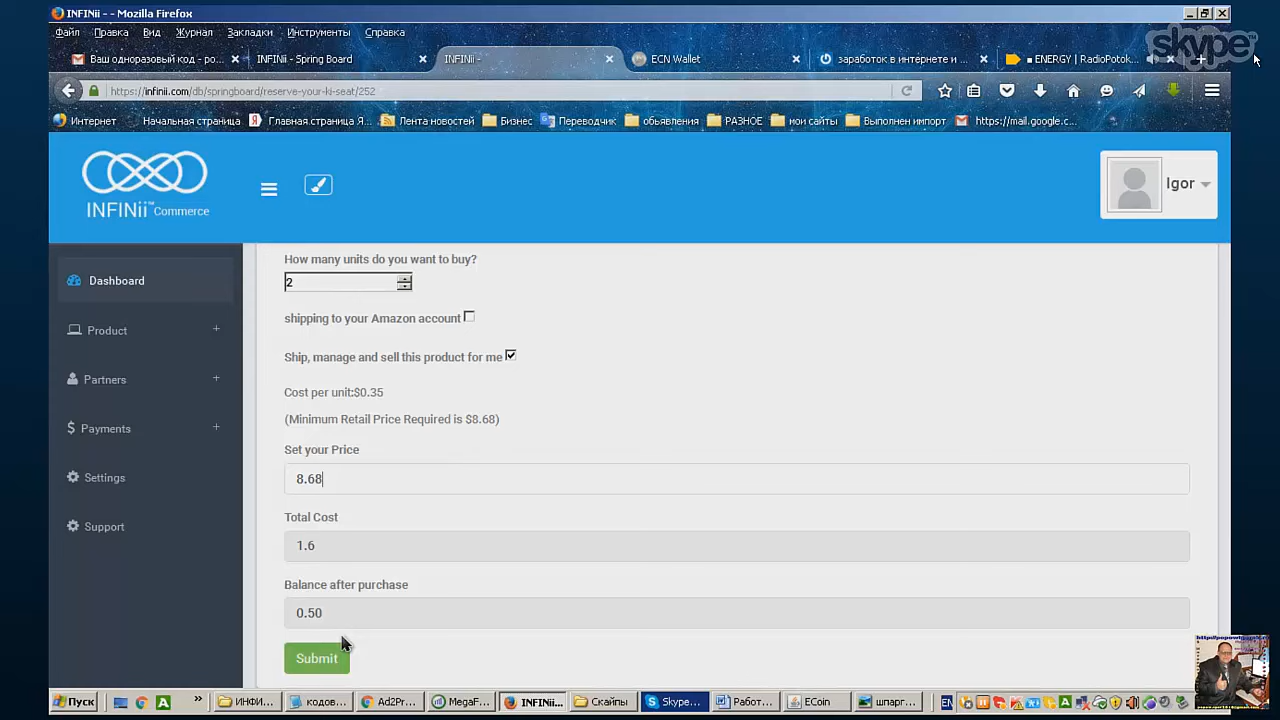 INFINii - - Mozilla Firefox
Файл Правка Вид Журнал Закладки Инструменты Справка
skype™
Ваш одноразовый код - ро... × INFINii - Spring Board × INFINii - × ECN Wallet × заработок в интернете и ... × ■ ENERGY | RadioPotok... ×
https://infinii.com/db/springboard/reserve-your-ki-seat/252
Интернет Начальная страница Главная страница Я... Лента новостей Бизнес Переводчик обьявления РАЗНОЕ мои сайты Выполнен импорт https://mail.google.c...
INFINii™Commerce
Igor
How many units do you want to buy?
2
Dashboard
shipping to your Amazon account
Product +
Ship, manage and sell this product for me
Partners +
Cost per unit:$0.35
(Minimum Retail Price Required is $8.68)
Payments +
Set your Price
Settings
8.68
Total Cost
Support
1.6
Balance after purchase
0.50
Submit
Пуск » ИНФИ... кодов... Ad2Pr... MegaF... INFINii... Скайпы Skype... Работ... ECoin шпарг... EN